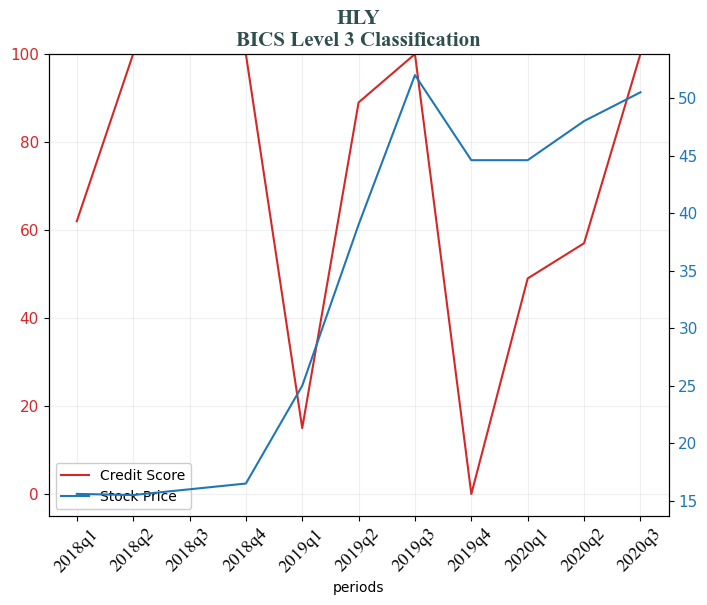 HLY
BICS Level 3 Classification
100
80
60
40
20
0
50
45
40
35
30
25
20
15
Credit Score
Stock Price
2018q1
2018q2
2018q3
2018q4
2019q1
2019q2
2019q3
2019q4
2020q1
2020q2
2020q3
periods